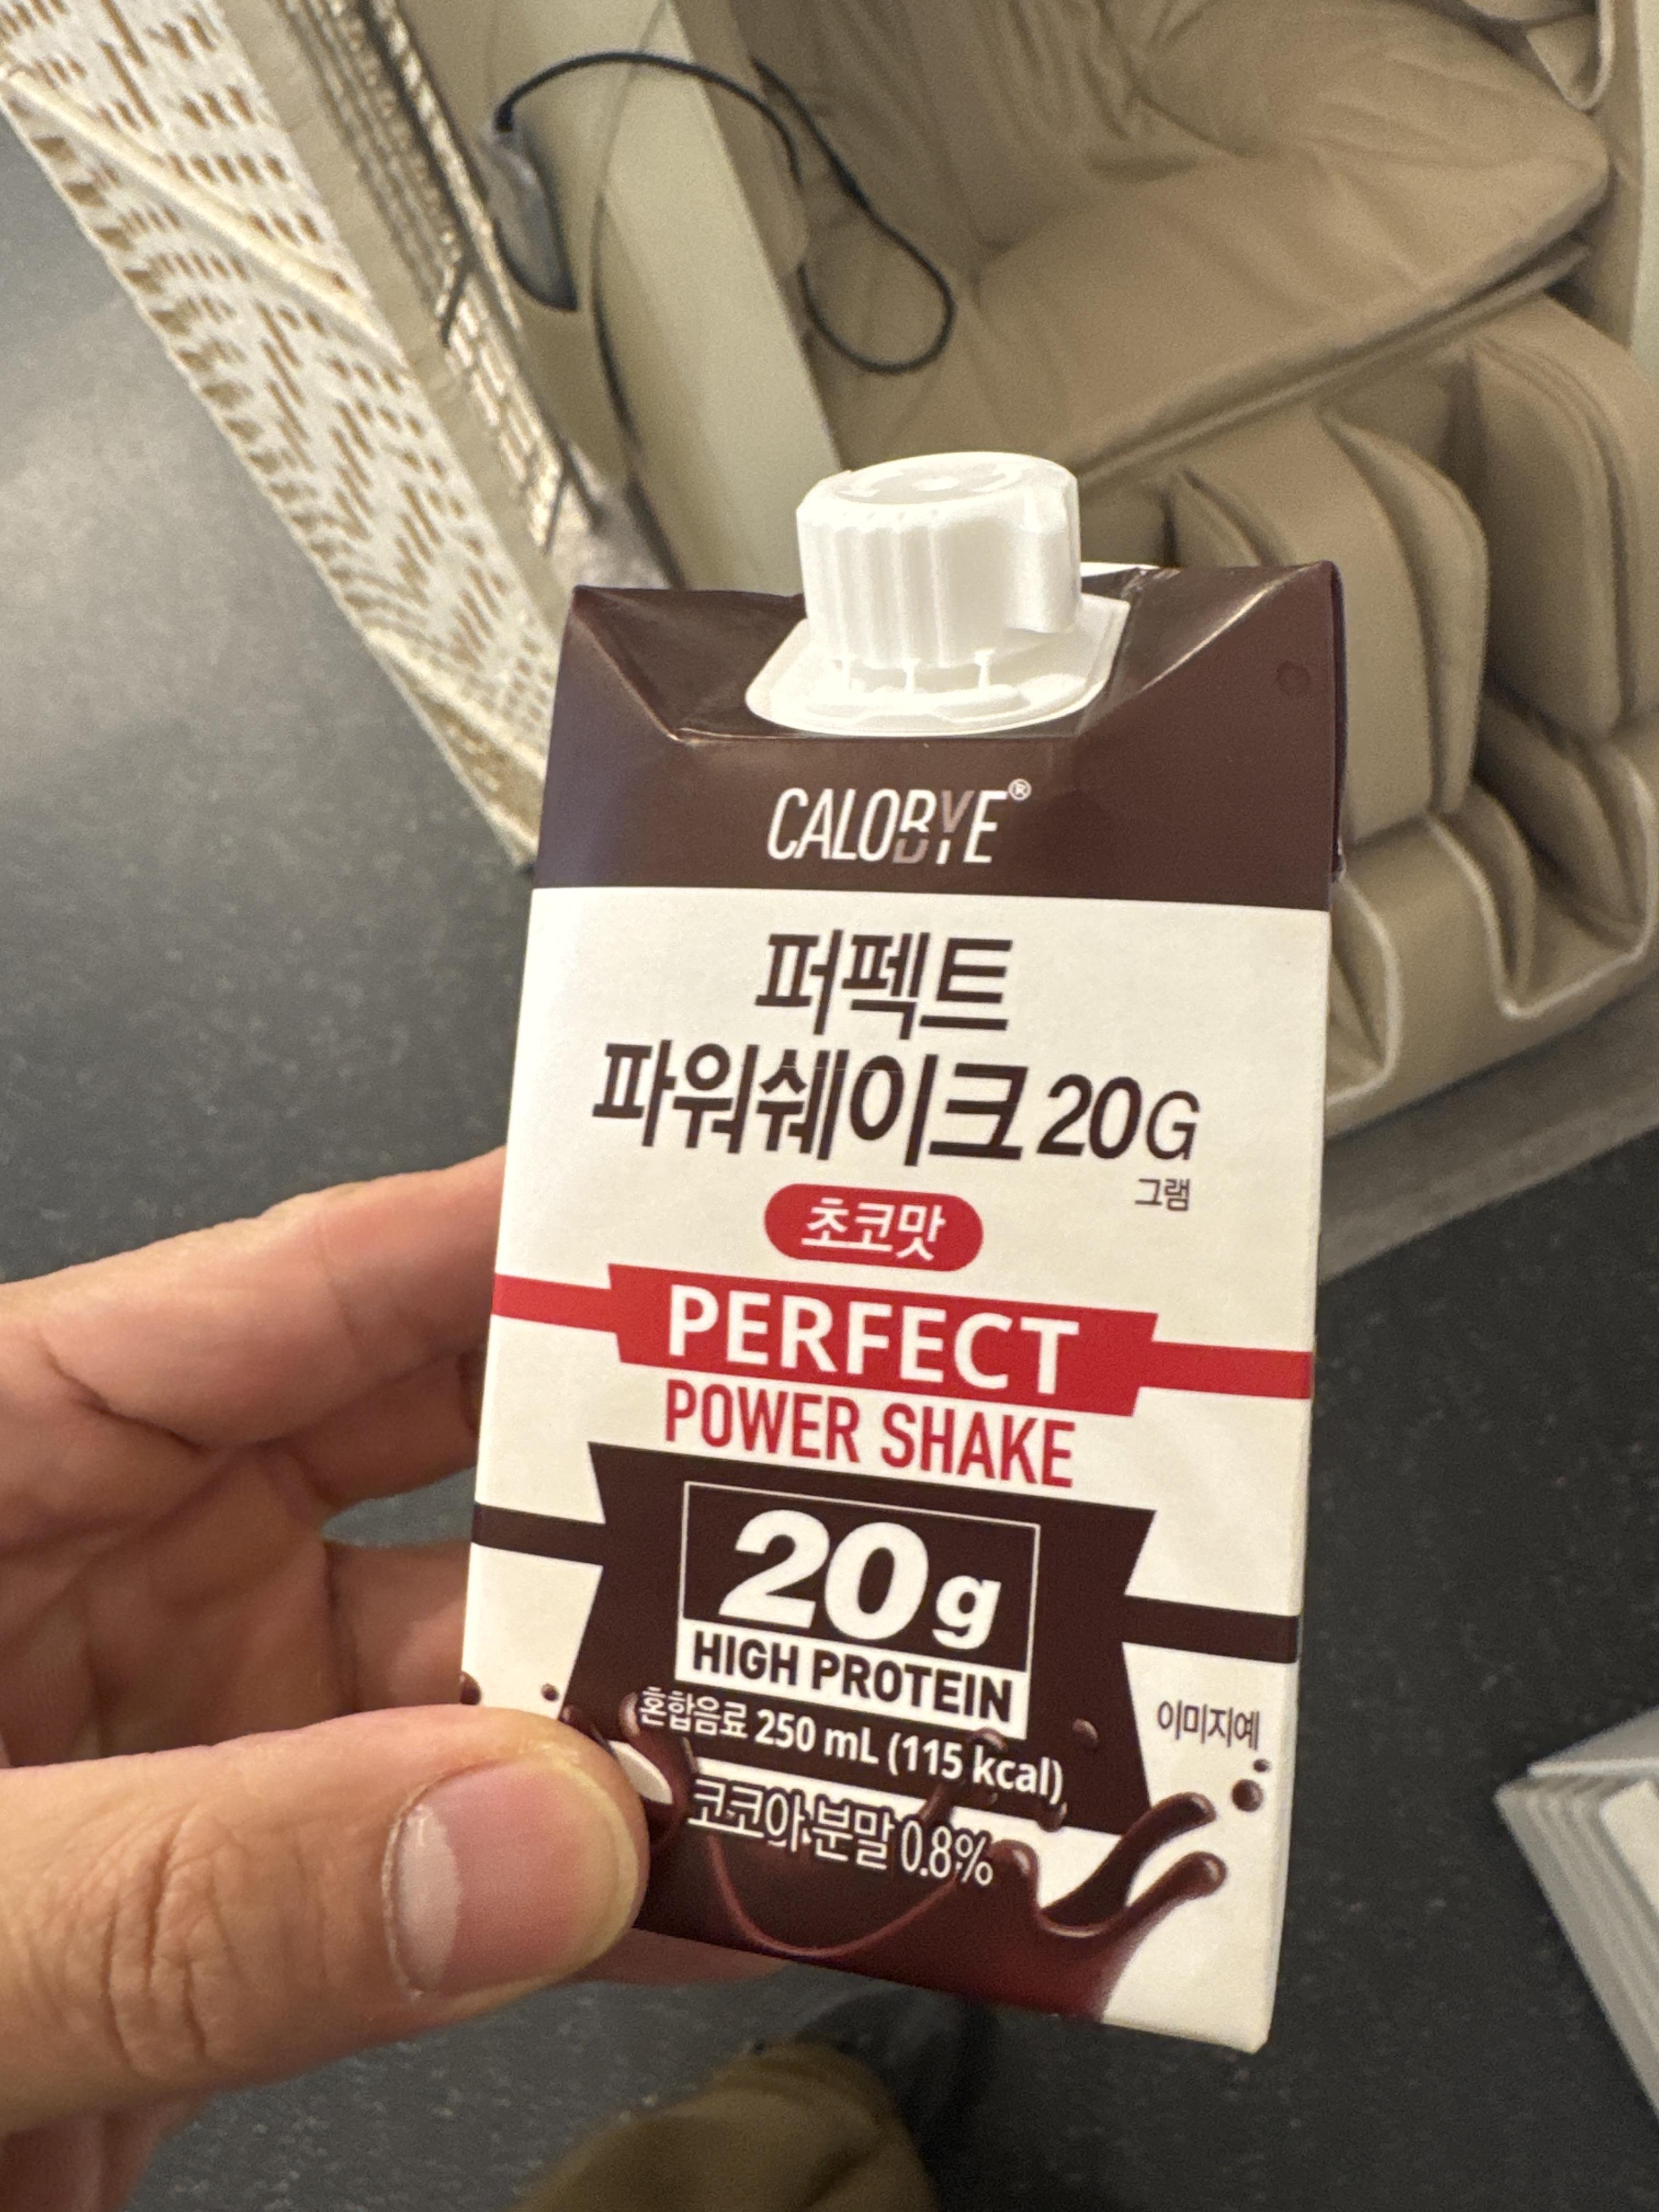 CALOBYE®
퍼펙트
파워쉐이크 20G
그램
초코맛
PERFECT
POWER SHAKE
20g
HIGH PROTEIN
혼합음료 250 mL (115 kcal)
이미지예
코코아분말 0.8%